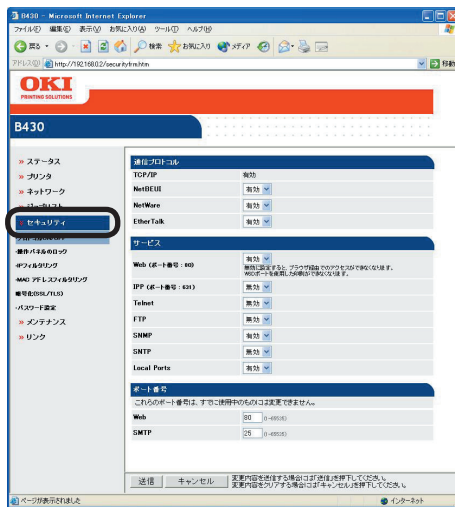 B430 - Microsoft Internet Explorer
ファイル(F) 編集(E) 表示(V) お気に入り(A) ツール(T) ヘルプ(H)
戻る 検索 お気に入り メディア
アドレス(D) http://192.168.0.2/securityfrm.htm 移動
OKI
PRINTING SOLUTIONS
B430
» ステータス
» プリンタ
» ネットワーク
» ジョブリスト
» セキュリティ
・操作パネルのロック
・IPフィルタリング
・MAC アドレスフィルタリング
暗号化(SSL/TLS)
・パスワード設定
» メンテナンス
» リンク
通信プロトコル
TCP/IP 有効
NetBEUI 有効
NetWare 有効
EtherTalk 有効
サービス
Web (ポート番号 : 80) 有効
無効に設定すると、ブラウザ経由でのアクセスができなくなります。
IPP (ポート番号 : 631) 無効
Telnet 無効
FTP 無効
SNMP 有効
SNTP 無効
Local Ports 有効
ポート番号
これらのポート番号は、すでに使用中のものには変更できません。
Web 80 (1-65535)
SMTP 25 (1-65535)
送信 キャンセル
変更内容を送信する場合には「送信」を押下してください。
変更内容をクリアする場合には「キャンセル」を押下してください。
ページが表示されました
インターネット